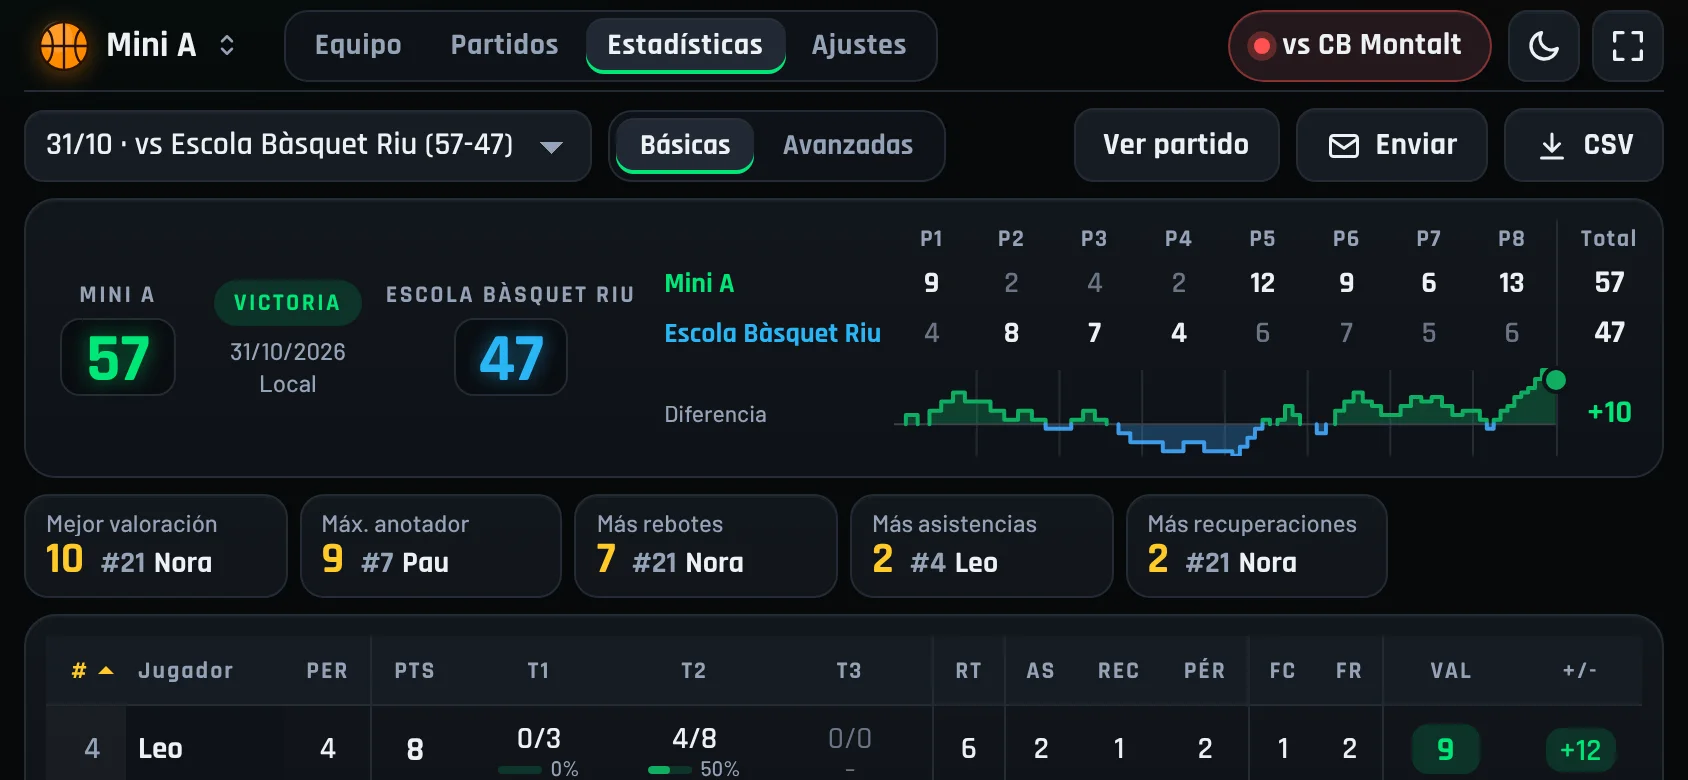 Mini A Equipo Partidos Estadísticas Ajustes vs CB Montalt
31/10 · vs Escola Bàsquet Riu (57-47) Básicas Avanzadas Ver partido Enviar CSV
P1 P2 P3 P4 P5 P6 P7 P8 Total
MINI A VICTORIA ESCOLA BÀSQUET RIU
57 31/10/2026 47
Local
Mini A 9 2 4 2 12 9 6 13 57
Escola Bàsquet Riu 4 8 7 4 6 7 5 6 47
Diferencia +10
Mejor valoración
10 #21 Nora
Máx. anotador
9 #7 Pau
Más rebotes
7 #21 Nora
Más asistencias
2 #4 Leo
Más recuperaciones
2 #21 Nora
# Jugador PER PTS T1 T2 T3 RT AS REC PÉR FC FR VAL +/-
4 Leo 4 8 0/3 4/8 0/0 6 2 1 2 1 2 9 +12
0% 50% –